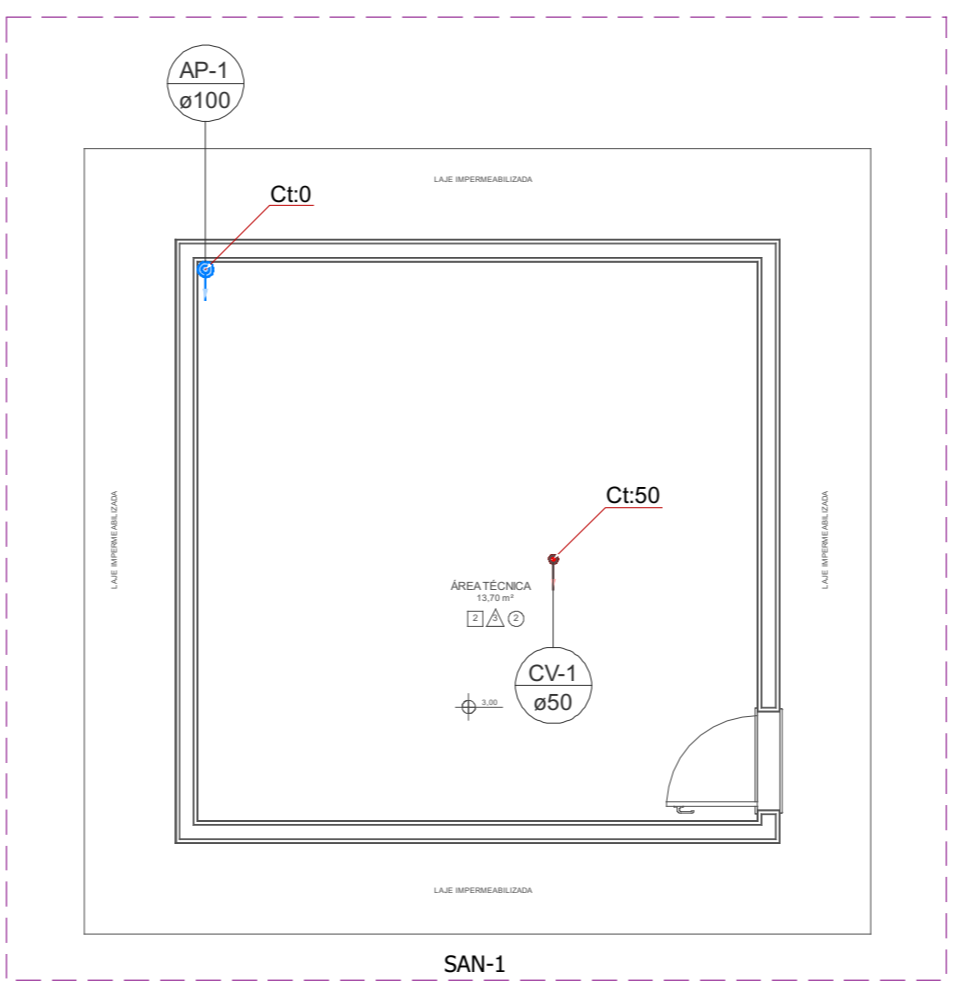 AP-1
ø100
LAJE IMPERMEABILIZADA
Ct:0
Ct:50
LAJE IMPERMEABILIZADA
LAJE IMPERMEABILIZADA
ÁREA TÉCNICA
13,70 m²
2 3 2
CV-1
ø50
3,00
LAJE IMPERMEABILIZADA
SAN-1